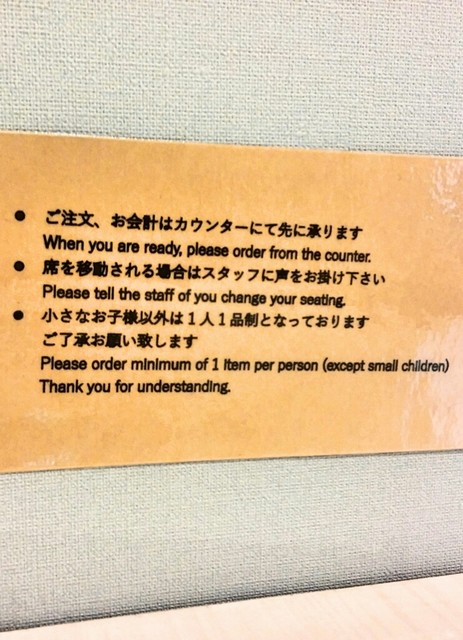 ● ご注文、お会計はカウンターにて先に承ります
When you are ready, please order from the counter.
● 席を移動される場合はスタッフに声をお掛け下さい
Please tell the staff of you change your seating.
● 小さなお子様以外は1人1品制となっております
ご了承お願い致します
Please order minimum of 1 item per person (except small children)
Thank you for understanding.